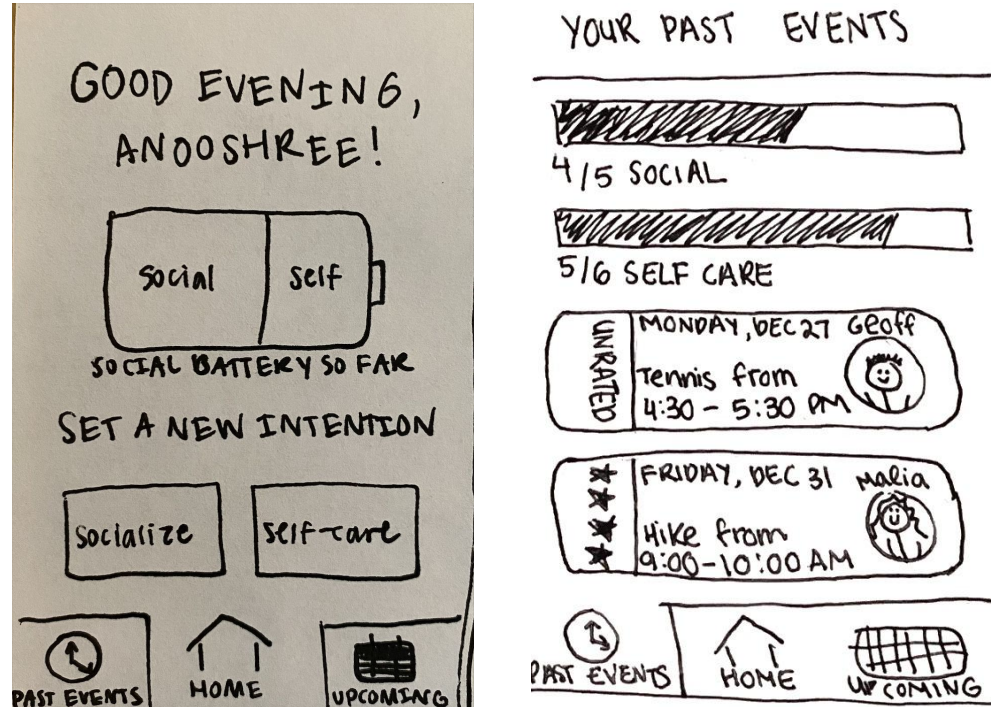 GOOD EVENING,
ANOOSHREE!
social
self
SOCIAL BATTERY SO FAR
SET A NEW INTENTION
socialize
self-care
PAST EVENTS
HOME
UPCOMING
YOUR PAST EVENTS
4/5 SOCIAL
5/6 SELF CARE
UNRATED
MONDAY, DEC 27 Geoff
Tennis from
4:30 - 5:30 PM
FRIDAY, DEC 31 Malia
Hike from
9:00-10:00 AM
PAST EVENTS
HOME
UPCOMING